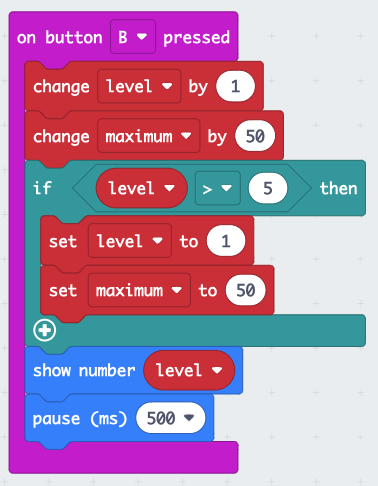 on button B pressed
change level by 1
change maximum by 50
if level > 5 then
set level to 1
set maximum to 50
show number level
pause (ms) 500